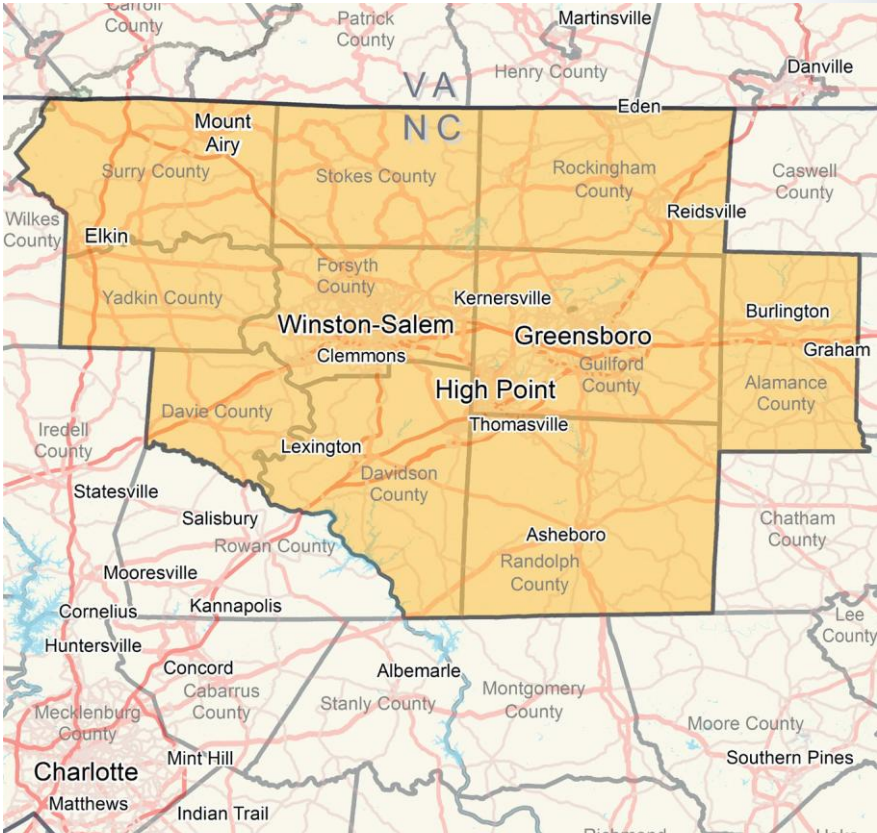 Carroll
County
Patrick
County
Martinsville
Henry County
Danville
VA
NC
Eden
Mount
Airy
Surry County
Stokes County
Rockingham
County
Caswell
County
Reidsville
Wilkes
County
Elkin
Yadkin County
Forsyth
County
Kernersville
Burlington
Winston-Salem
Greensboro
Clemmons
Graham
Guilford
County
High Point
Alamance
County
Davie County
Thomasville
Iredell
County
Lexington
Davidson
County
Statesville
Salisbury
Rowan County
Asheboro
Randolph
County
Chatham
County
Mooresville
Cornelius
Kannapolis
Lee
County
Huntersville
Concord
Cabarrus
County
Albemarle
Stanly County
Montgomery
County
Mecklenburg
County
Moore County
Mint Hill
Southern Pines
Charlotte
Matthews
Indian Trail
Richmond